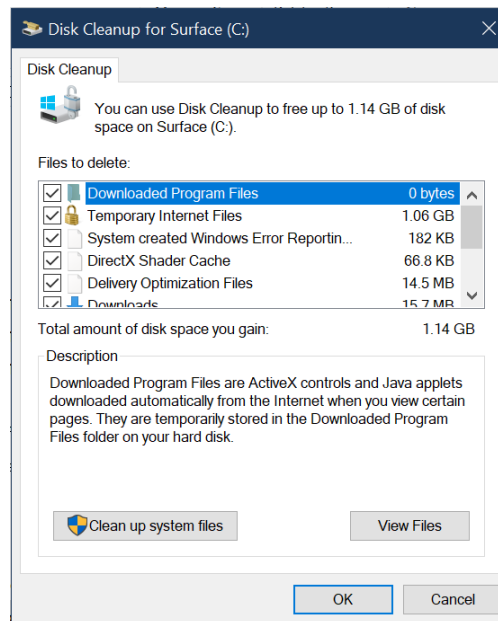 Disk Cleanup for Surface (C:)
Disk Cleanup
You can use Disk Cleanup to free up to 1.14 GB of disk
space on Surface (C:).
Files to delete:
Downloaded Program Files 0 bytes
Temporary Internet Files 1.06 GB
System created Windows Error Reportin... 182 KB
DirectX Shader Cache 66.8 KB
Delivery Optimization Files 14.5 MB
Downloads 15.7 MB
Total amount of disk space you gain: 1.14 GB
Description
Downloaded Program Files are ActiveX controls and Java applets
downloaded automatically from the Internet when you view certain
pages. They are temporarily stored in the Downloaded Program
Files folder on your hard disk.
Clean up system files View Files
OK Cancel